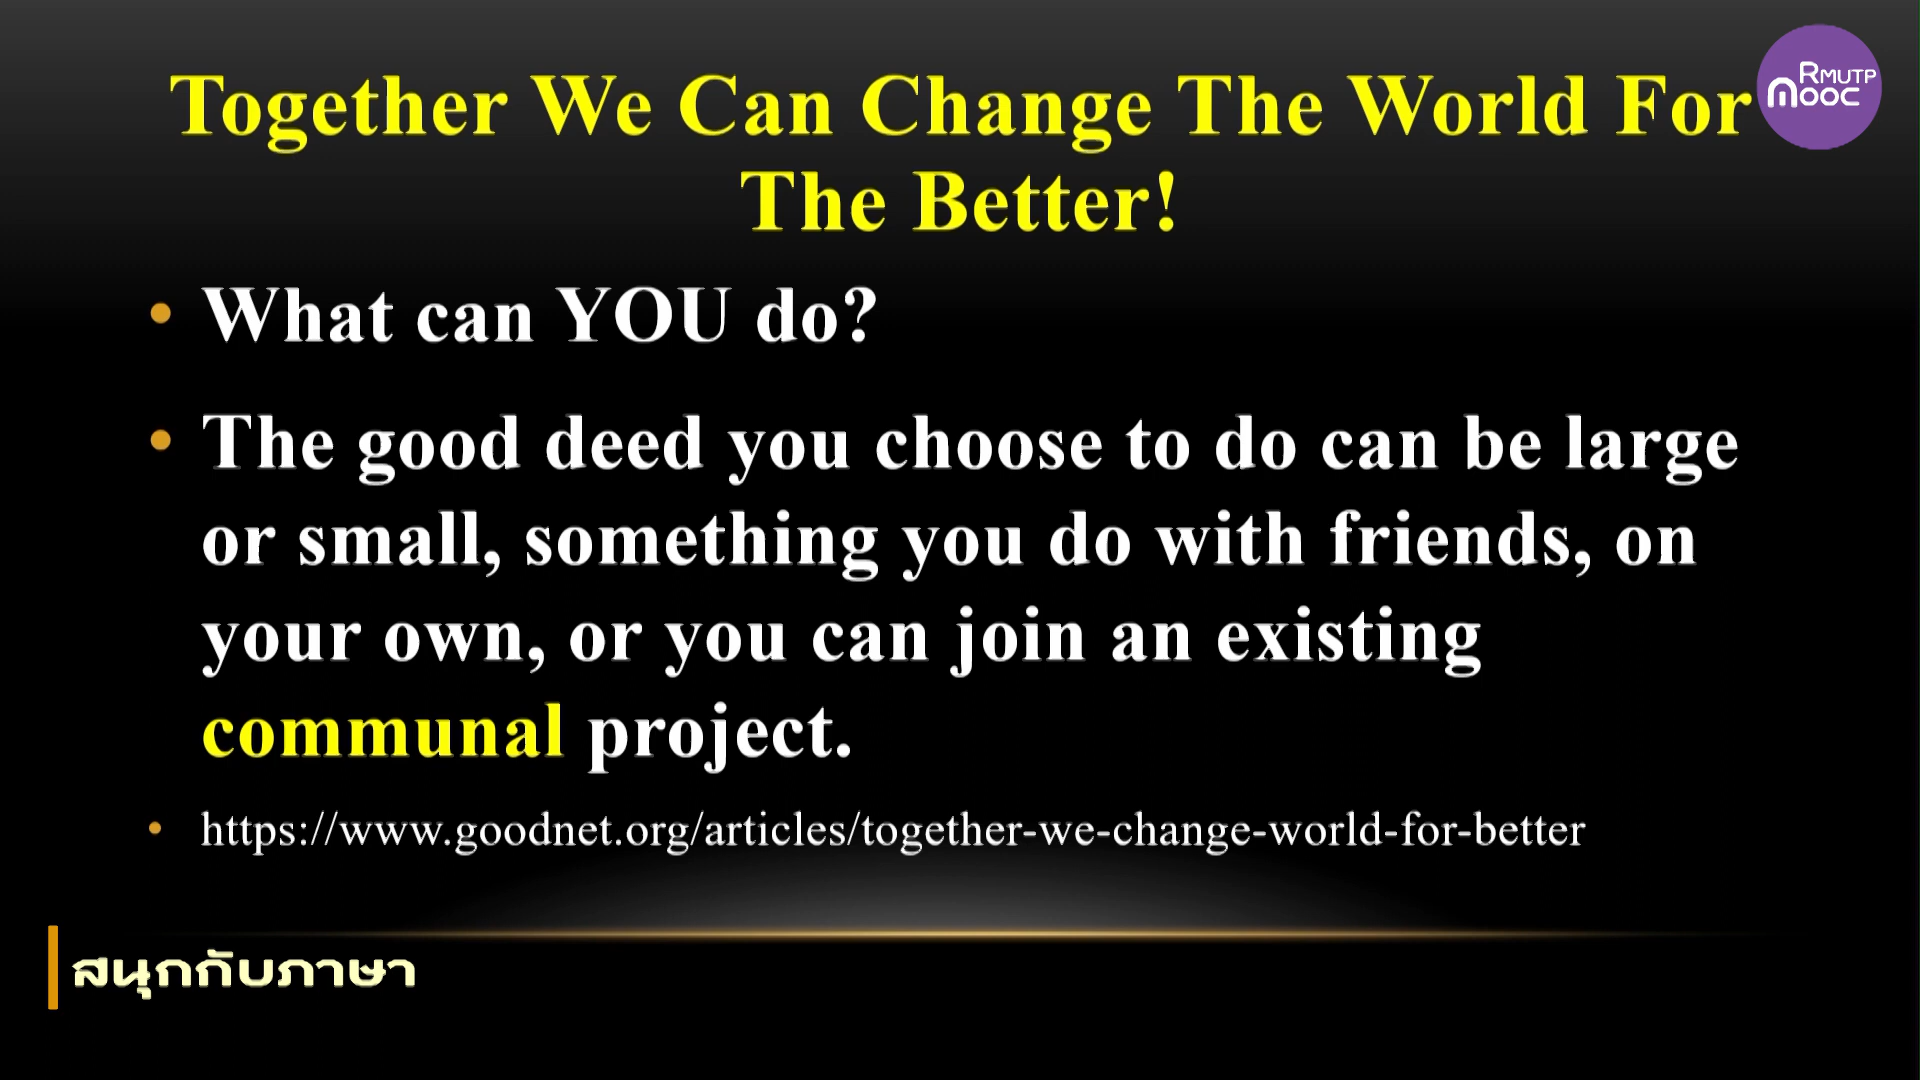 Together We Can Change The World For
The Better!
RMUTP
MOOC
• What can YOU do?
• The good deed you choose to do can be large
or small, something you do with friends, on
your own, or you can join an existing
communal project.
• https://www.goodnet.org/articles/together-we-change-world-for-better
สนุกกับภาษา